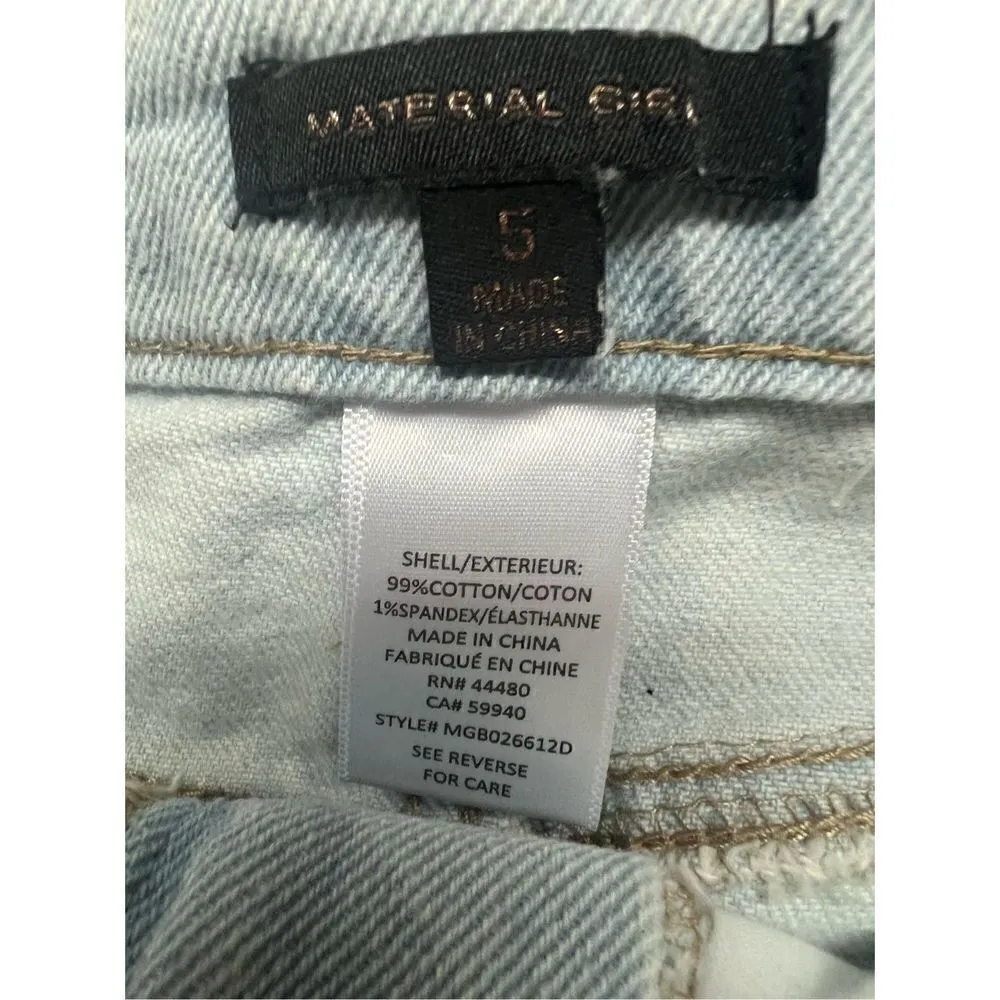 MATERIAL GIRL
5
MADE
IN CHINA
SHELL/EXTERIEUR:
99%COTTON/COTON
1%SPANDEX/ÉLASTHANNE
MADE IN CHINA
FABRIQUÉ EN CHINE
RN# 44480
CA# 59940
STYLE# MGB026612D
SEE REVERSE
FOR CARE